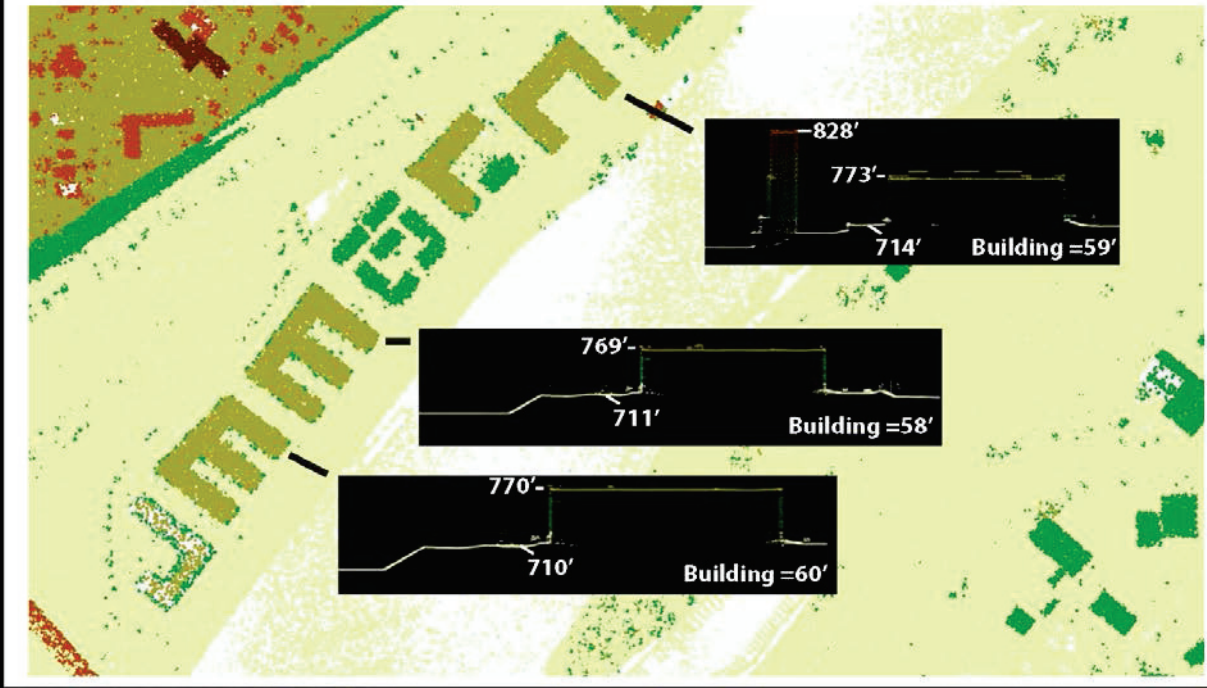 828’
773’-
714’
Building =59’
769’-
711’
Building =58’
770’-
710’
Building =60’